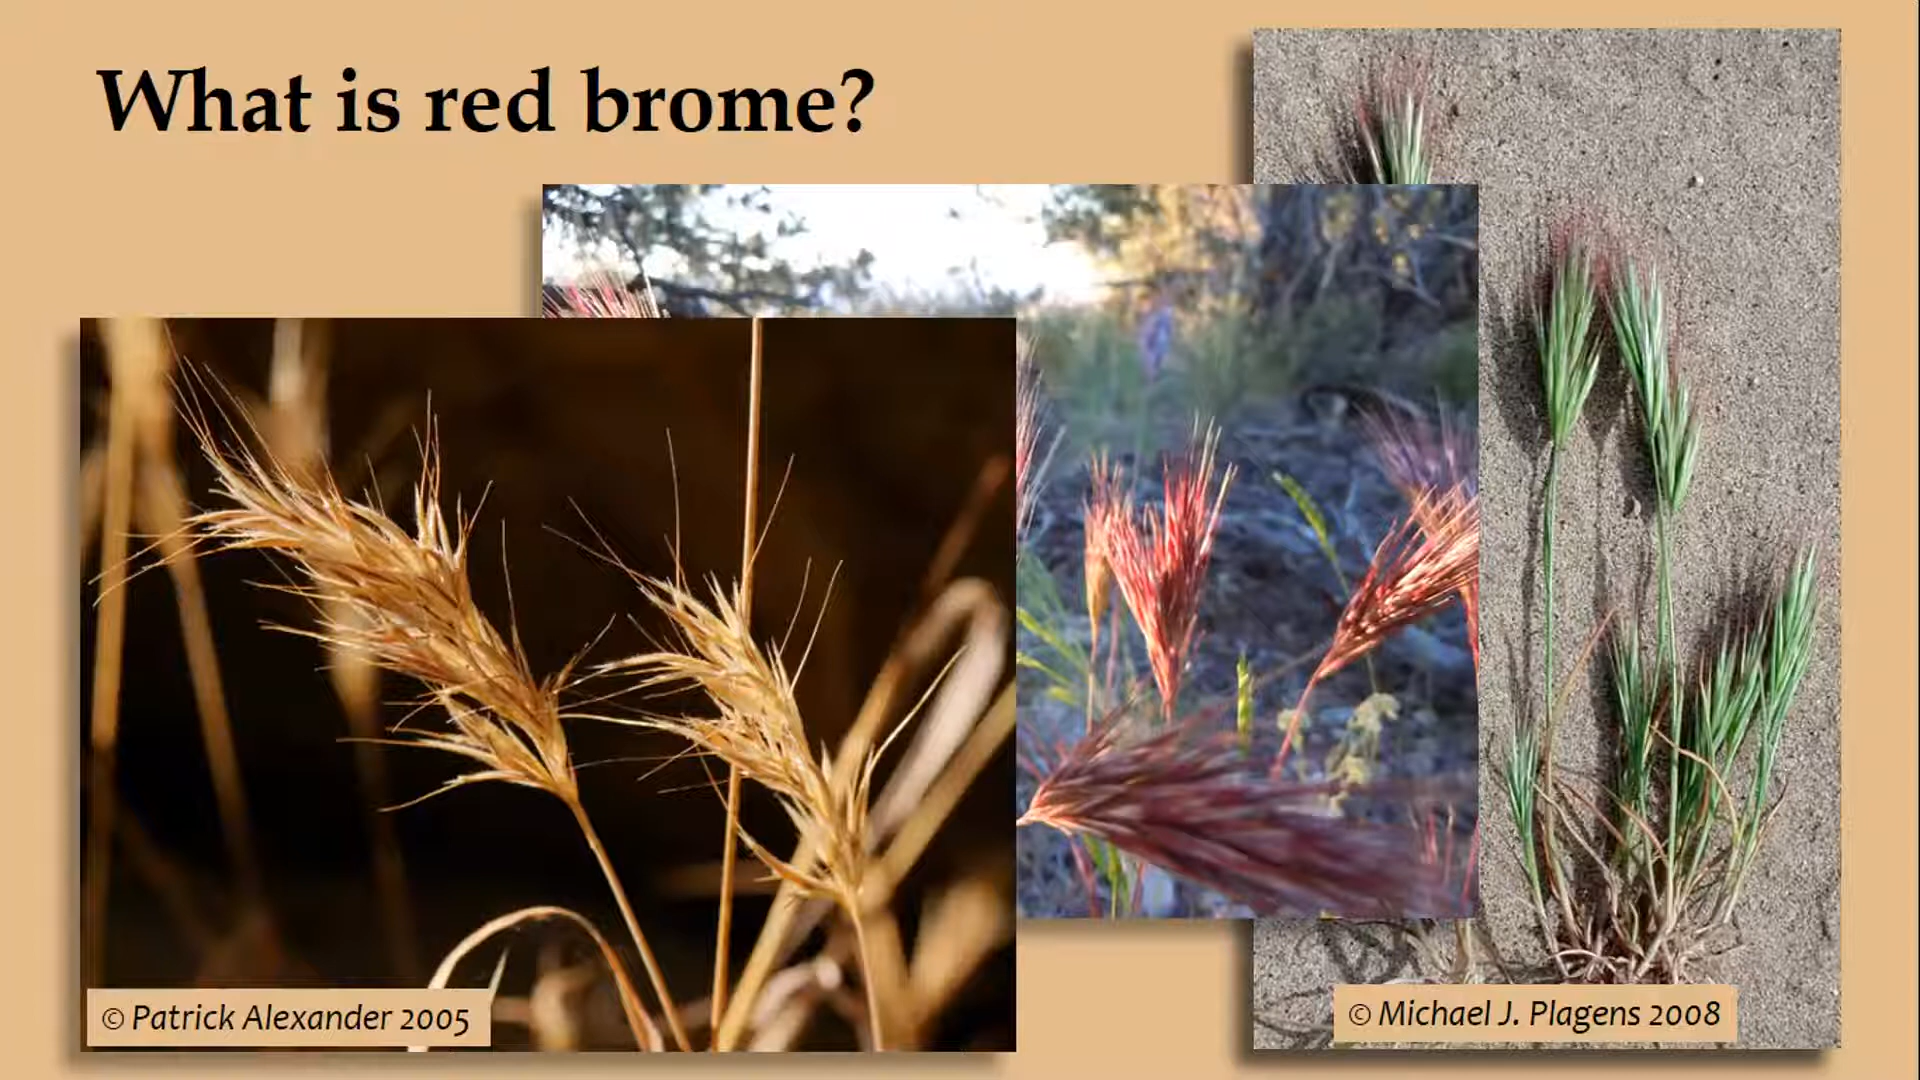 What is red brome?
© Patrick Alexander 2005
© Michael J. Plagens 2008